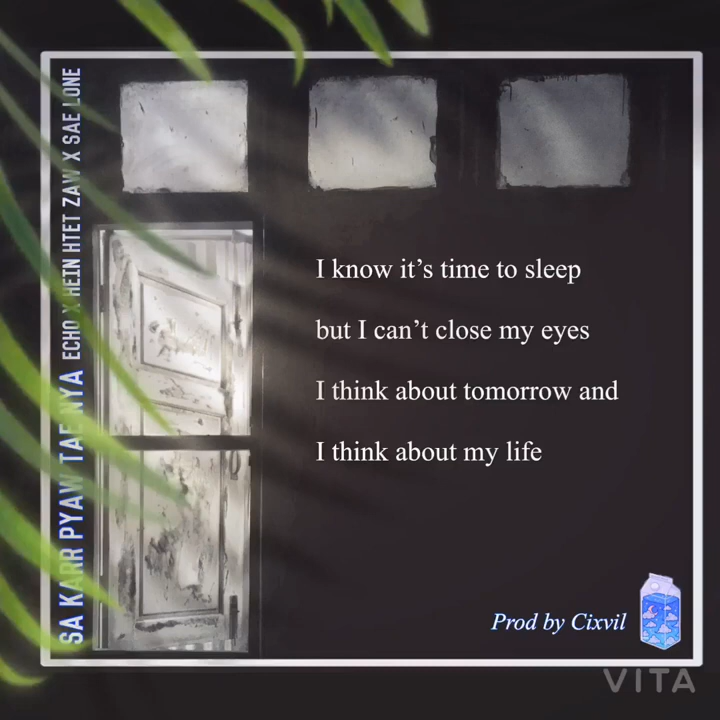 SA KARR PYAW TAE NYA ECHO X HEIN HTET ZAW X SAE LONE
I know it’s time to sleep
but I can’t close my eyes
I think about tomorrow and
I think about my life
Prod by Cixvil
VITA